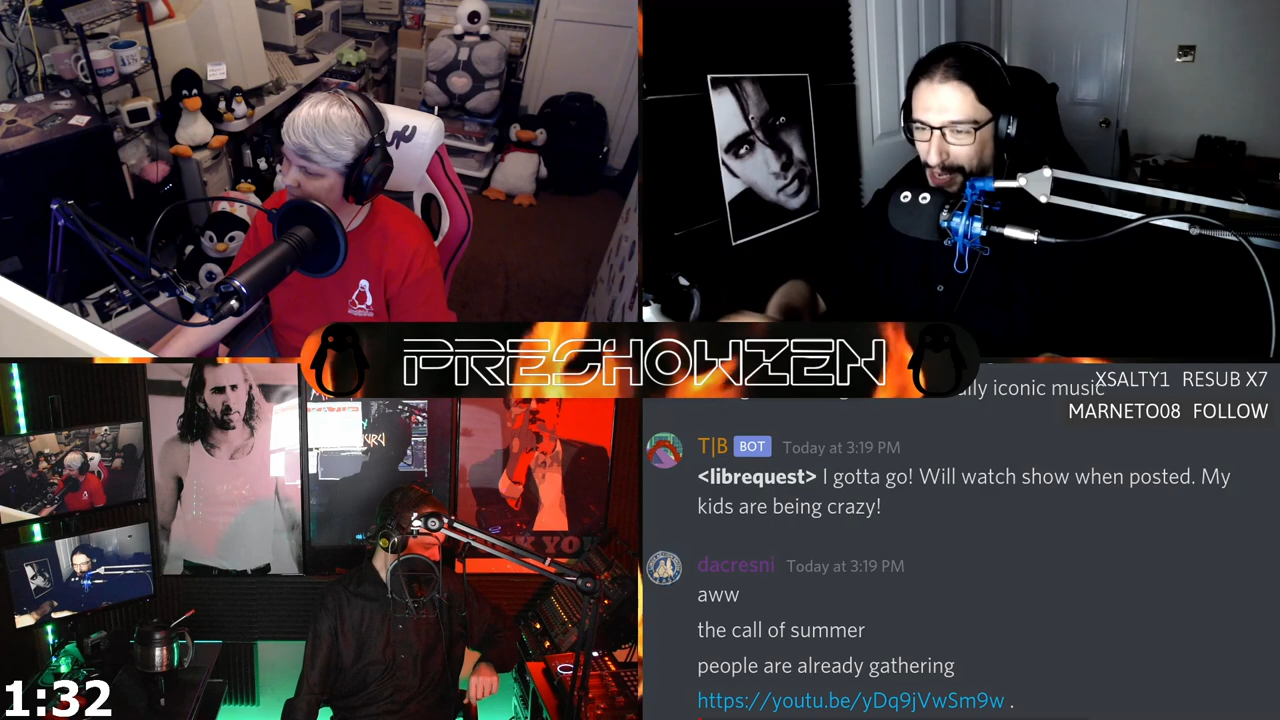 PRESHOWZEN
ally iconic music
XSALTY1 RESUB X7
MARNETO08 FOLLOW
T|B BOT Today at 3:19 PM
<librequest> I gotta go! Will watch show when posted. My
kids are being crazy!
dacresni Today at 3:19 PM
aww
the call of summer
people are already gathering
https://youtu.be/yDq9jVwSm9w .
1:32